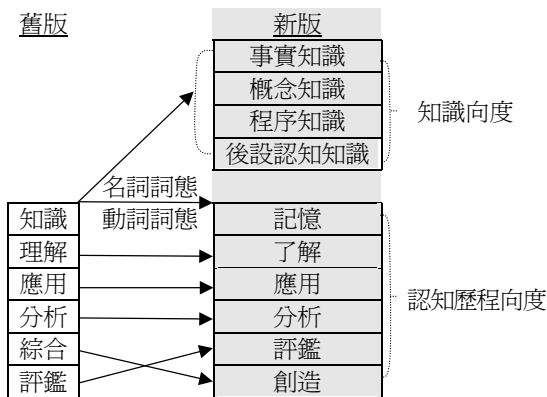 舊版 新版
事實知識
概念知識
程序知識
後設認知知識
知識向度
名詞詞態
知識 動詞詞態 記憶
理解 了解
應用 應用
認知歷程向度
分析 分析
綜合 評鑑
評鑑 創造